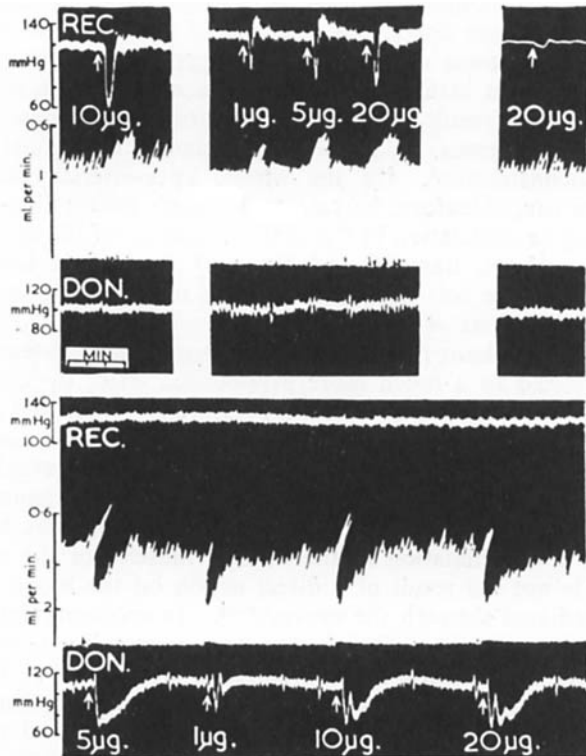 140
REC.
mmHg
60
10µg.
1µg. 5µg. 20µg
20µg.
0·6
1
ml. per min.
DON.
120
mmHg
80
MIN
140
mmHg
100
REC.
0·6
1
2
ml. per min.
DON.
120
mmHg
60
5µg. 1µg. 10µg 20µg.